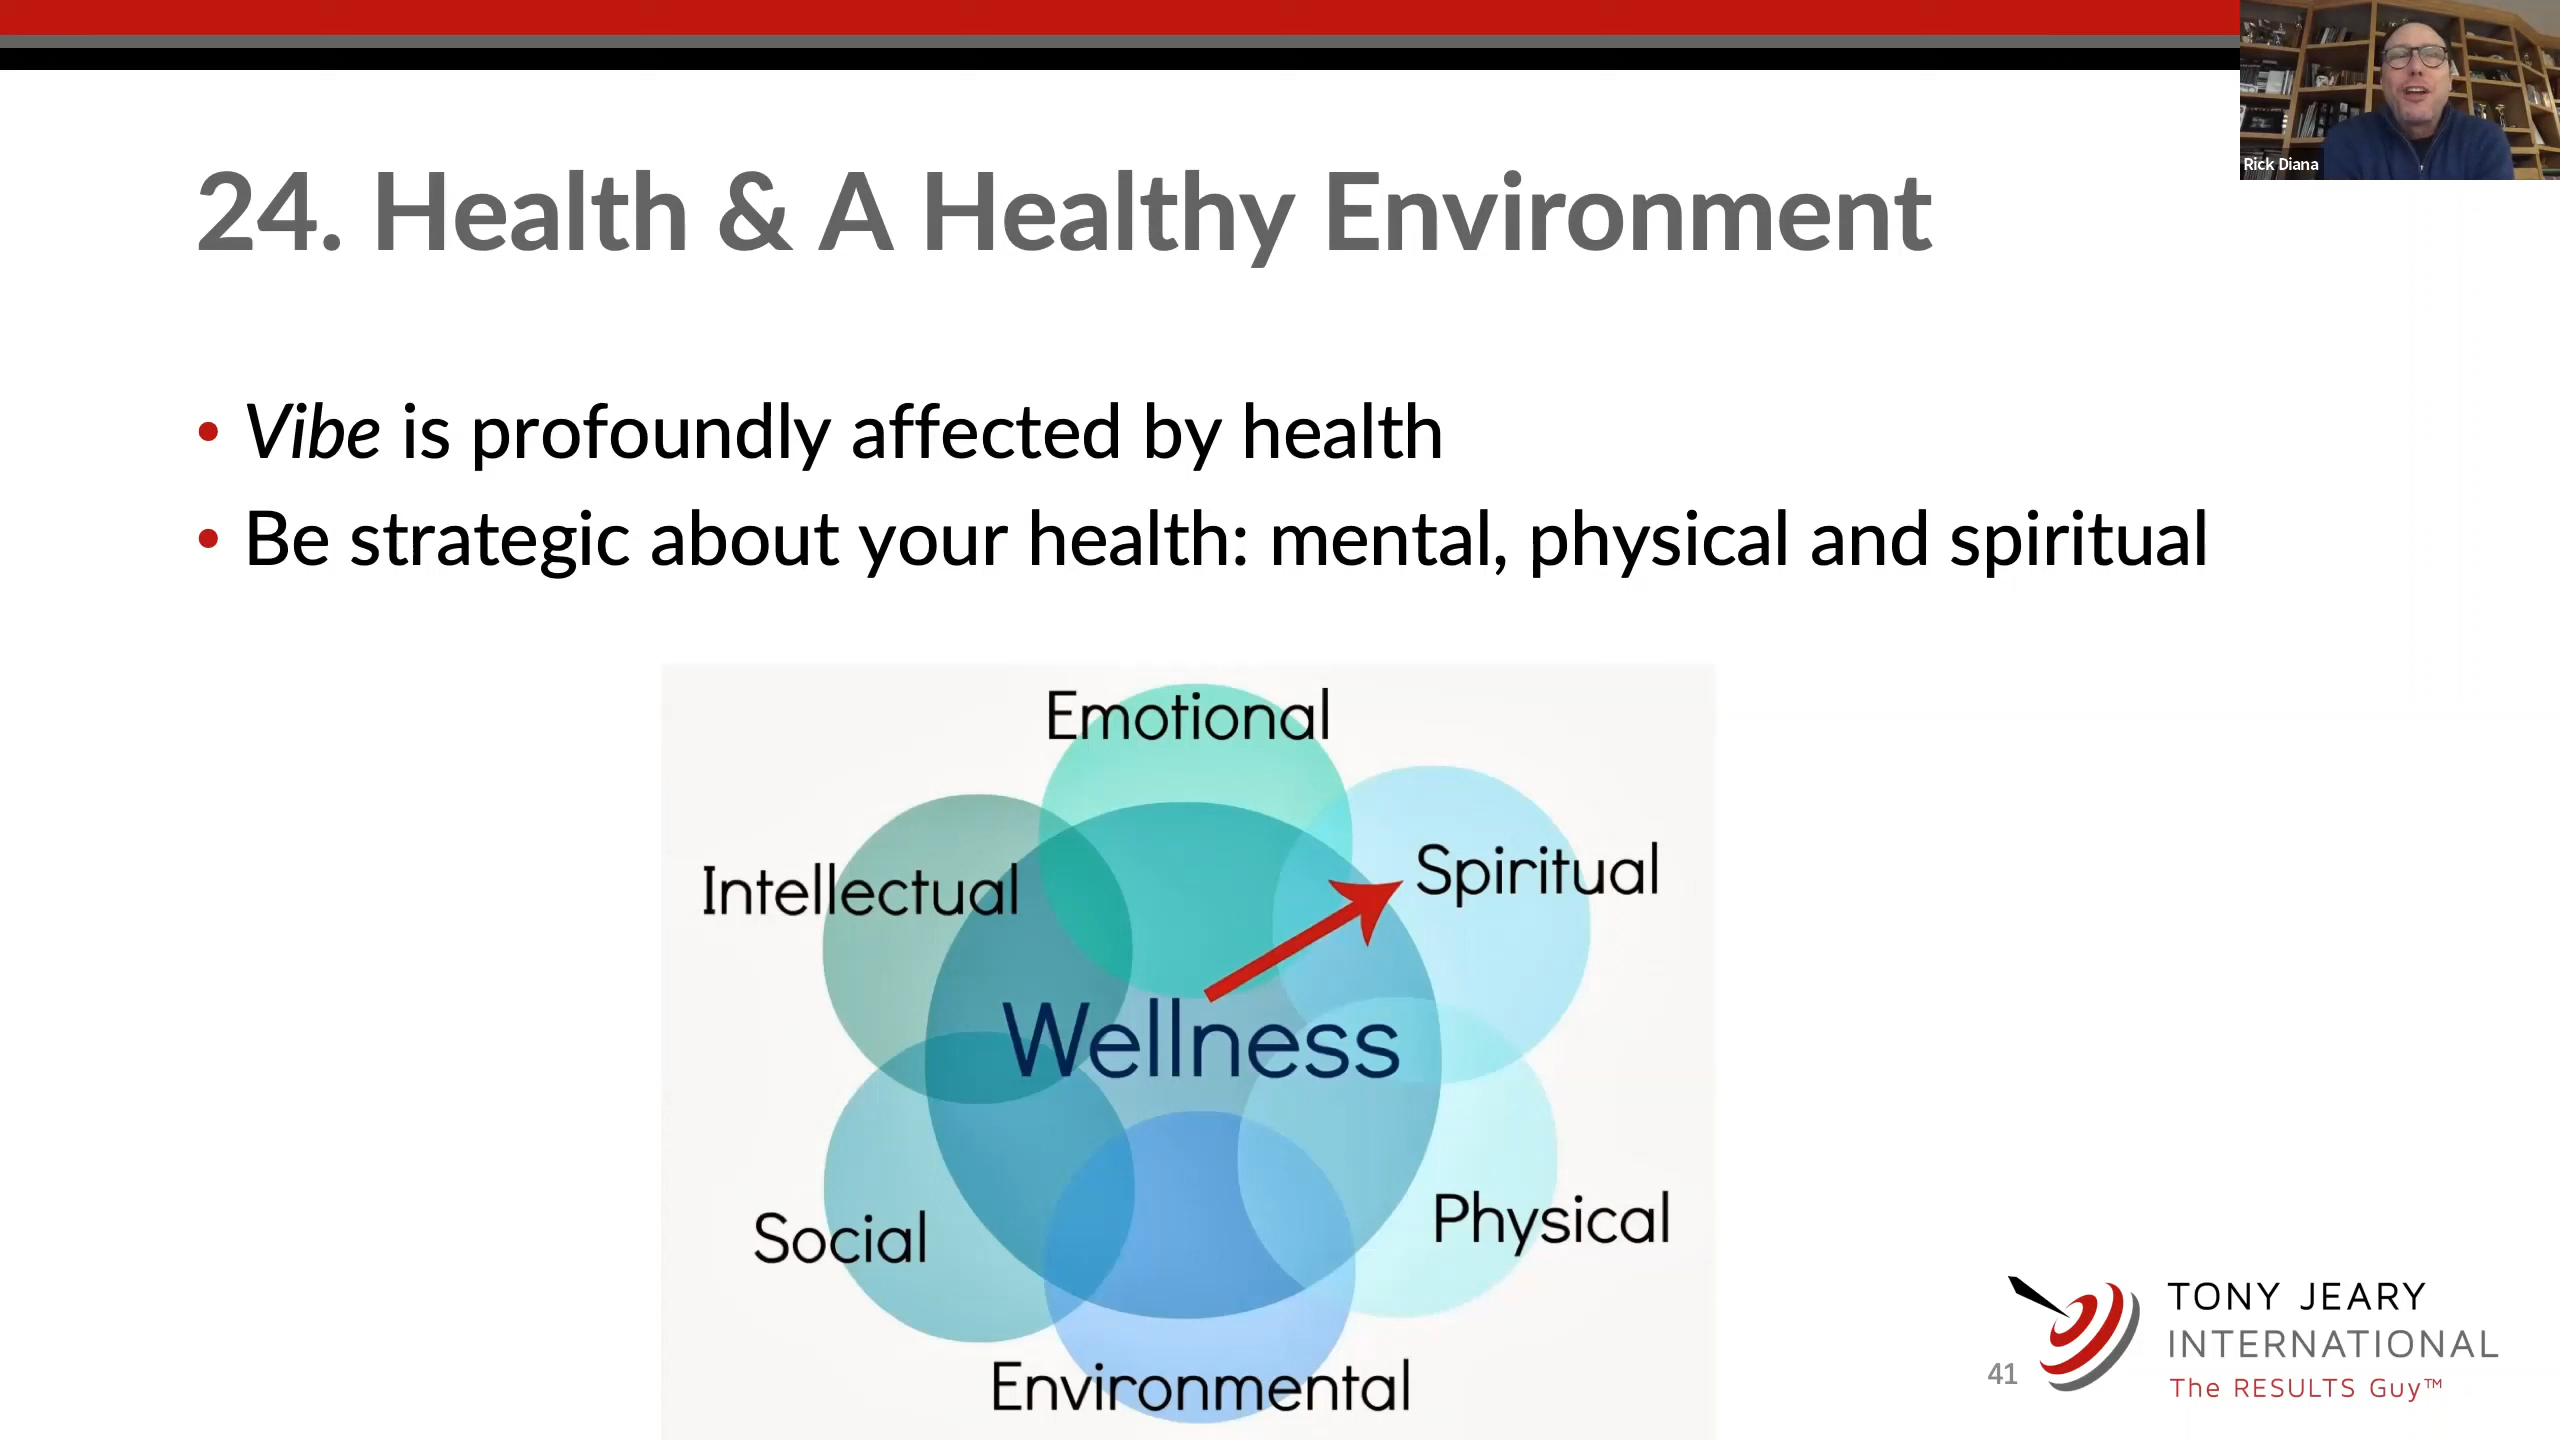 Rick Diana
24. Health & A Healthy Environment
• Vibe is profoundly affected by health
• Be strategic about your health: mental, physical and spiritual
Emotional
Spiritual
Intellectual
Wellness
Physical
Social
Environmental
TONY JEARY
INTERNATIONAL
The RESULTS Guy™
41